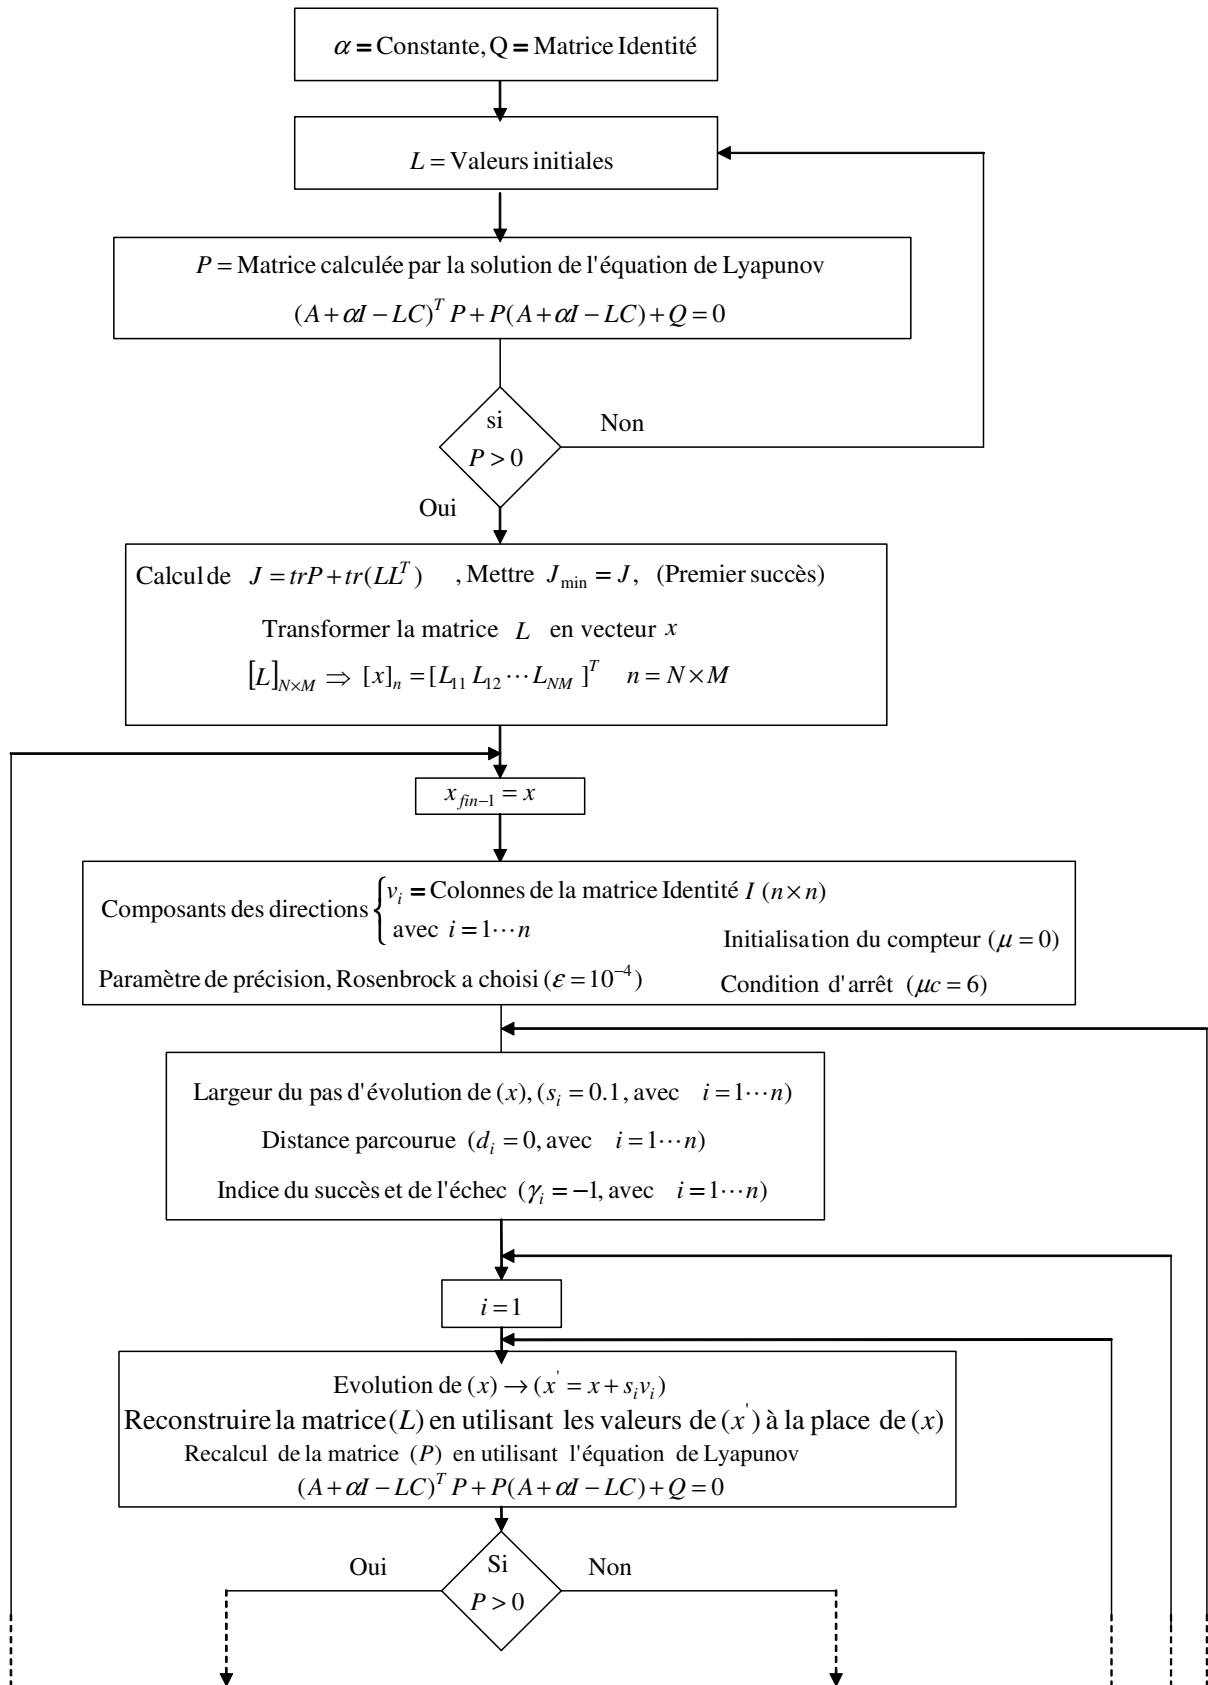 α = Constante, Q = Matrice Identité
L = Valeurs initiales
P = Matrice calculée par la solution de l'équation de Lyapunov
(A + αI − LC)^T P + P(A + αI − LC) + Q = 0
si
P > 0
Non
Oui
Calcul de J = trP + tr(LL^T) , Mettre J_min = J, (Premier succès)
Transformer la matrice L en vecteur x
[L]_{N×M} ⇒ [x]_n = [L_11 L_12 ⋯ L_NM]^T n = N × M
x_{fin−1} = x
Composants des directions { v_i = Colonnes de la matrice Identité I (n × n)
avec i = 1⋯n
Initialisation du compteur (μ = 0)
Paramètre de précision, Rosenbrock a choisi (ε = 10^{−4})
Condition d'arrêt (μc = 6)
Largeur du pas d'évolution de (x), (s_i = 0.1, avec i = 1⋯n)
Distance parcourue (d_i = 0, avec i = 1⋯n)
Indice du succès et de l'échec (γ_i = −1, avec i = 1⋯n)
i = 1
Evolution de (x) → (x' = x + s_i v_i)
Reconstruire la matrice (L) en utilisant les valeurs de (x') à la place de (x)
Recalcul de la matrice (P) en utilisant l'équation de Lyapunov
(A + αI − LC)^T P + P(A + αI − LC) + Q = 0
Oui
Si
P > 0
Non